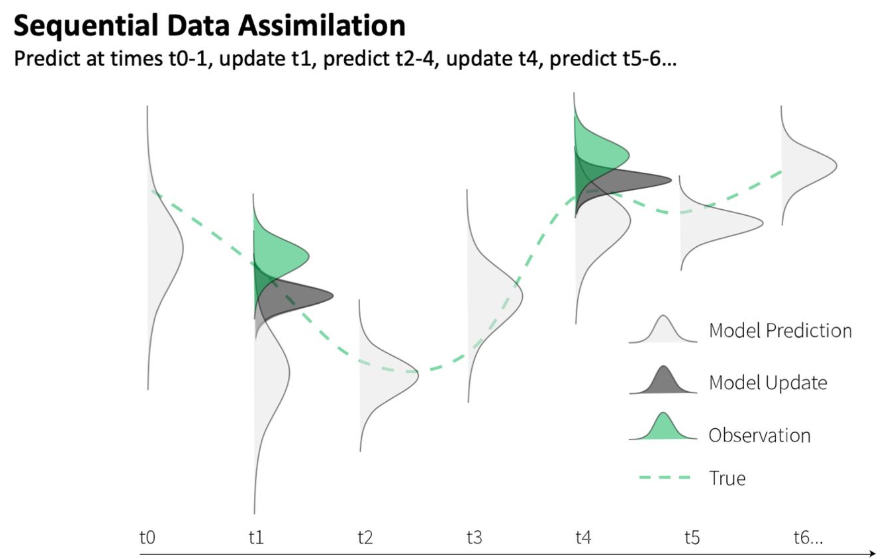 Sequential Data Assimilation
Predict at times t0-1, update t1, predict t2-4, update t4, predict t5-6...
Model Prediction
Model Update
Observation
True
t0 t1 t2 t3 t4 t5 t6...